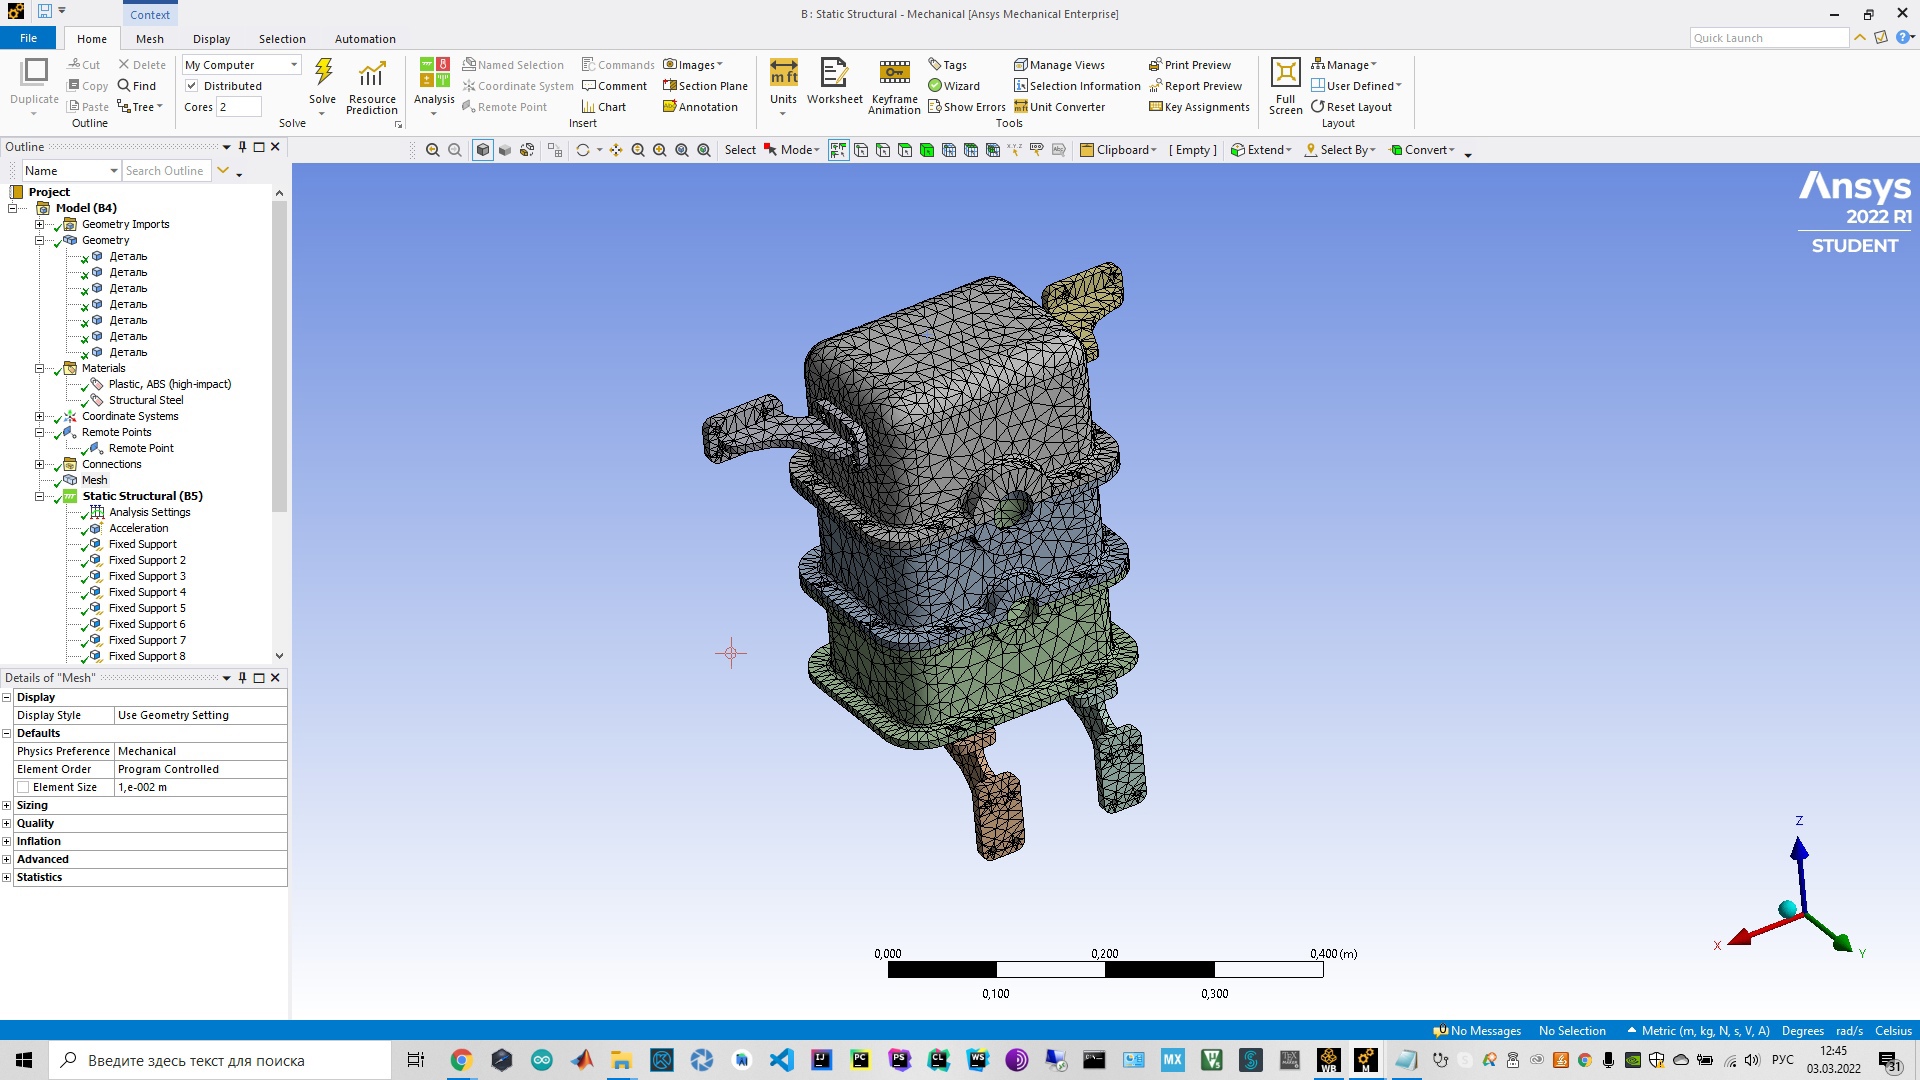 Context
B : Static Structural - Mechanical [Ansys Mechanical Enterprise]
File Home Mesh Display Selection Automation
Quick Launch
Duplicate
Cut
Copy
Paste
Delete
Find
Tree
Outline
My Computer
Distributed
Cores 2
Solve
Resource Prediction
Solve
Analysis
Named Selection
Coordinate System
Remote Point
Commands
Comment
Chart
Images
Section Plane
Annotation
Insert
Units
Worksheet
Keyframe Animation
Tags
Wizard
Show Errors
Manage Views
Selection Information
Unit Converter
Print Preview
Report Preview
Key Assignments
Tools
Full Screen
Manage
User Defined
Reset Layout
Layout
Select Mode Clipboard [ Empty ] Extend Select By Convert
Outline
Name Search Outline
Project
Model (B4)
Geometry Imports
Geometry
Деталь
Деталь
Деталь
Деталь
Деталь
Деталь
Деталь
Materials
Plastic, ABS (high-impact)
Structural Steel
Coordinate Systems
Remote Points
Remote Point
Connections
Mesh
Static Structural (B5)
Analysis Settings
Acceleration
Fixed Support
Fixed Support 2
Fixed Support 3
Fixed Support 4
Fixed Support 5
Fixed Support 6
Fixed Support 7
Fixed Support 8
Details of "Mesh"
Display
Display Style Use Geometry Setting
Defaults
Physics Preference Mechanical
Element Order Program Controlled
Element Size 1,e-002 m
Sizing
Quality
Inflation
Advanced
Statistics
Ansys
2022 R1
STUDENT
Z
X
Y
0,000 0,200 0,400 (m)
0,100 0,300
No Messages No Selection Metric (m, kg, N, s, V, A) Degrees rad/s Celsius
Введите здесь текст для поиска
РУС
12:45
03.03.2022
31